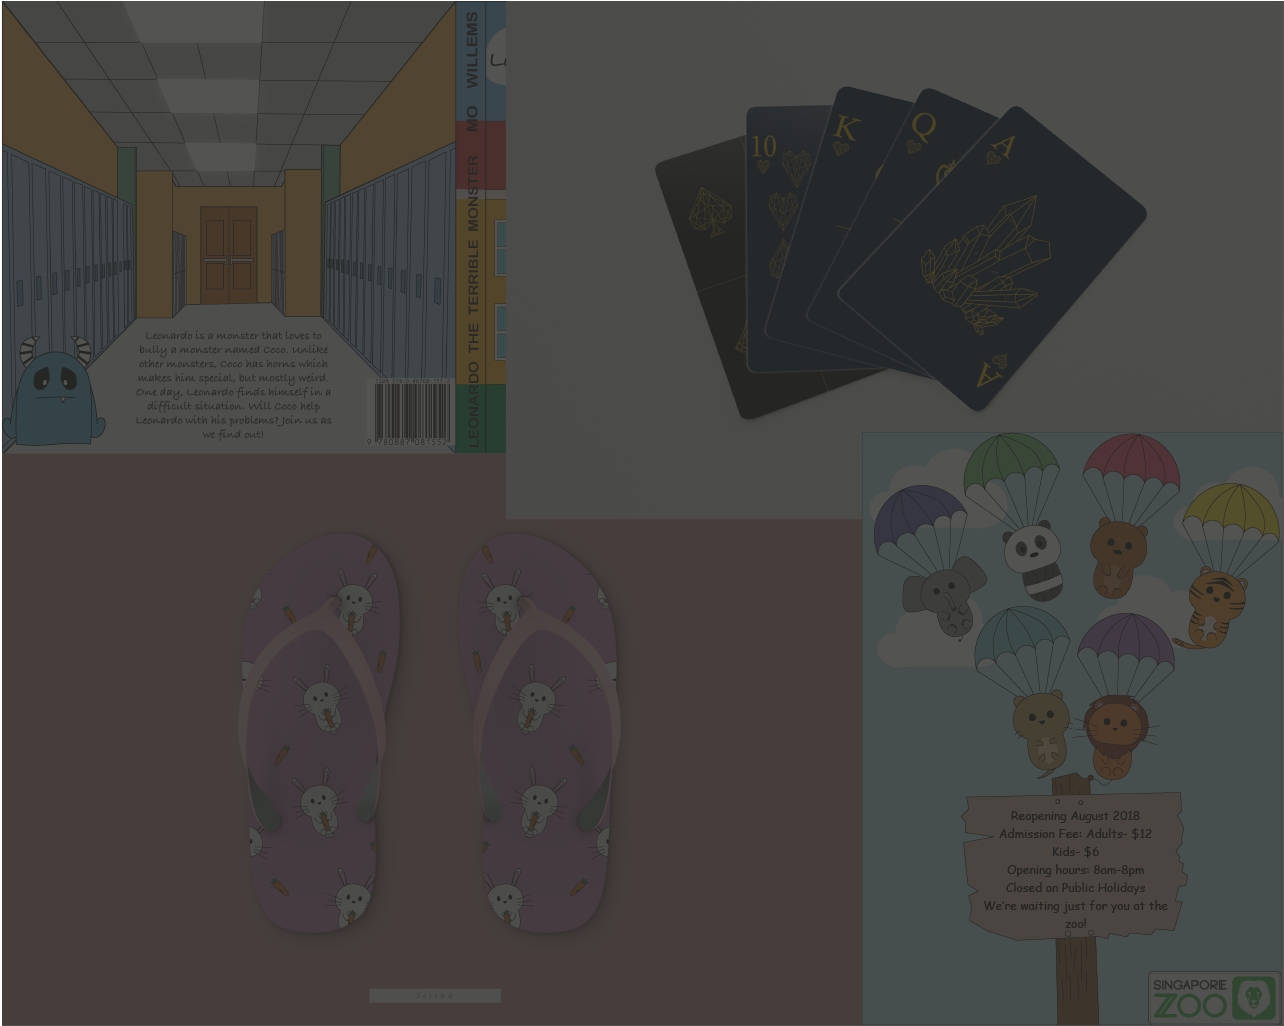 MO WILLEMS
LEONARDO THE TERRIBLE MONSTER
Leonardo is a monster that loves to
bully a monster named Coco. Unlike
other monsters, Coco has horns which
makes him special, but mostly weird.
One day, Leonardo finds himself in a
difficult situation. Will Coco help
Leonardo with his problems? Join us as
we find out!
9 780887 081552
10
K
Q
A
A
Reopening August 2018
Admission Fee: Adults- $12
Kids- $6
Opening hours: 8am-8pm
Closed on Public Holidays
We're waiting just for you at the
zoo!
SINGAPORIE
ZOO